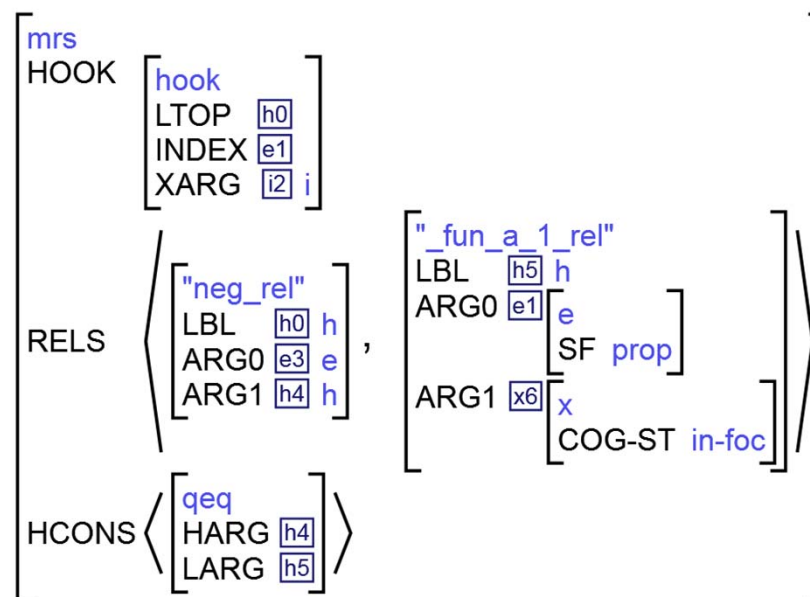 mrs
HOOK hook
LTOP h0
INDEX e1
XARG i2 i
RELS "neg_rel"
LBL h0 h
ARG0 e3 e
ARG1 h4 h
,
"_fun_a_1_rel"
LBL h5 h
ARG0 e1 e
SF prop
ARG1 x6 x
COG-ST in-foc
HCONS qeq
HARG h4
LARG h5